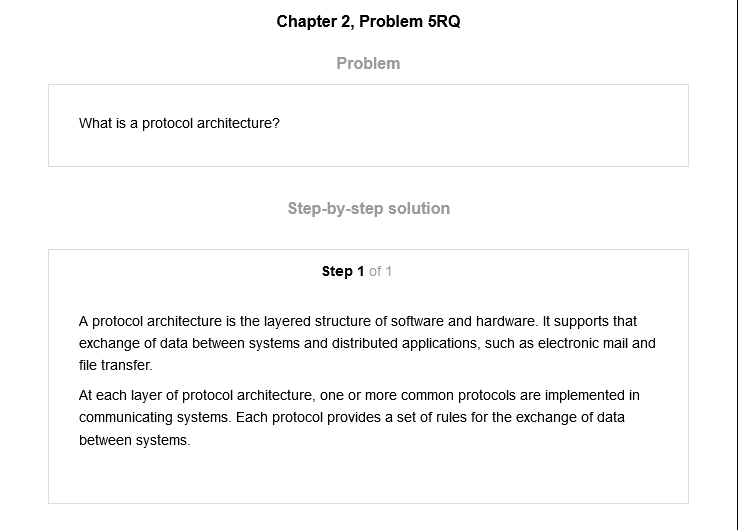 Chapter 2, Problem 5RQ
Problem
What is a protocol architecture?
Step-by-step solution
Step 1 of 1
A protocol architecture is the layered structure of software and hardware. It supports that
exchange of data between systems and distributed applications, such as electronic mail and
file transfer.
At each layer of protocol architecture, one or more common protocols are implemented in
communicating systems. Each protocol provides a set of rules for the exchange of data
between systems.